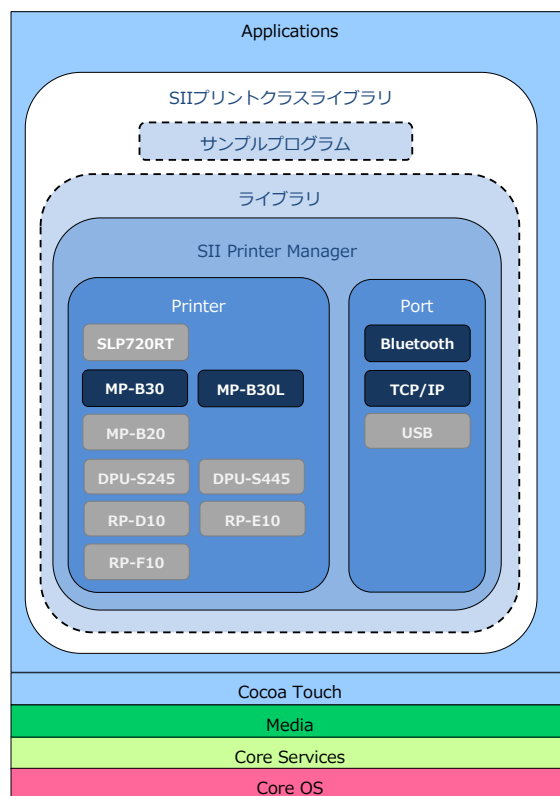 Applications
SIIプリントクラスライブラリ
サンプルプログラム
ライブラリ
SII Printer Manager
Printer
SLP720RT
MP-B30
MP-B30L
MP-B20
DPU-S245
DPU-S445
RP-D10
RP-E10
RP-F10
Port
Bluetooth
TCP/IP
USB
Cocoa Touch
Media
Core Services
Core OS